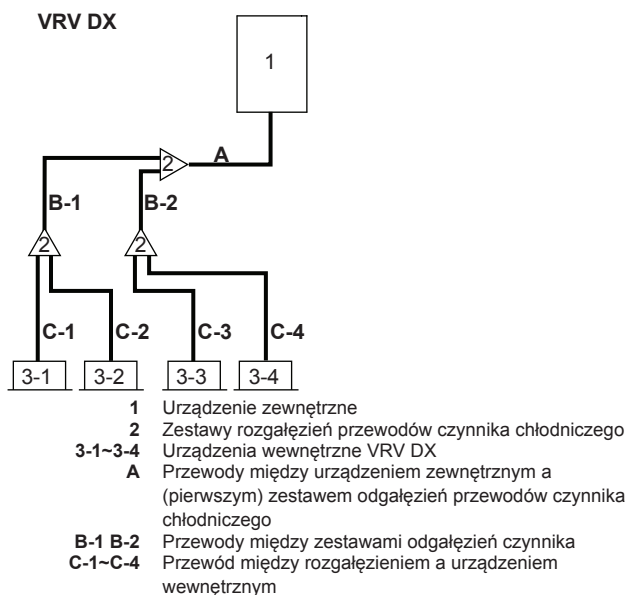 VRV DX
1
2
A
B-1
B-2
2
2
C-1
C-2
C-3
C-4
3-1
3-2
3-3
3-4
1 Urządzenie zewnętrzne
2 Zestawy rozgałęzień przewodów czynnika chłodniczego
3-1~3-4 Urządzenia wewnętrzne VRV DX
A Przewody między urządzeniem zewnętrznym a
(pierwszym) zestawem odgałęzień przewodów czynnika
chłodniczego
B-1 B-2 Przewody między zestawami odgałęzień czynnika
C-1~C-4 Przewód między rozgałęzieniem a urządzeniem
wewnętrznym